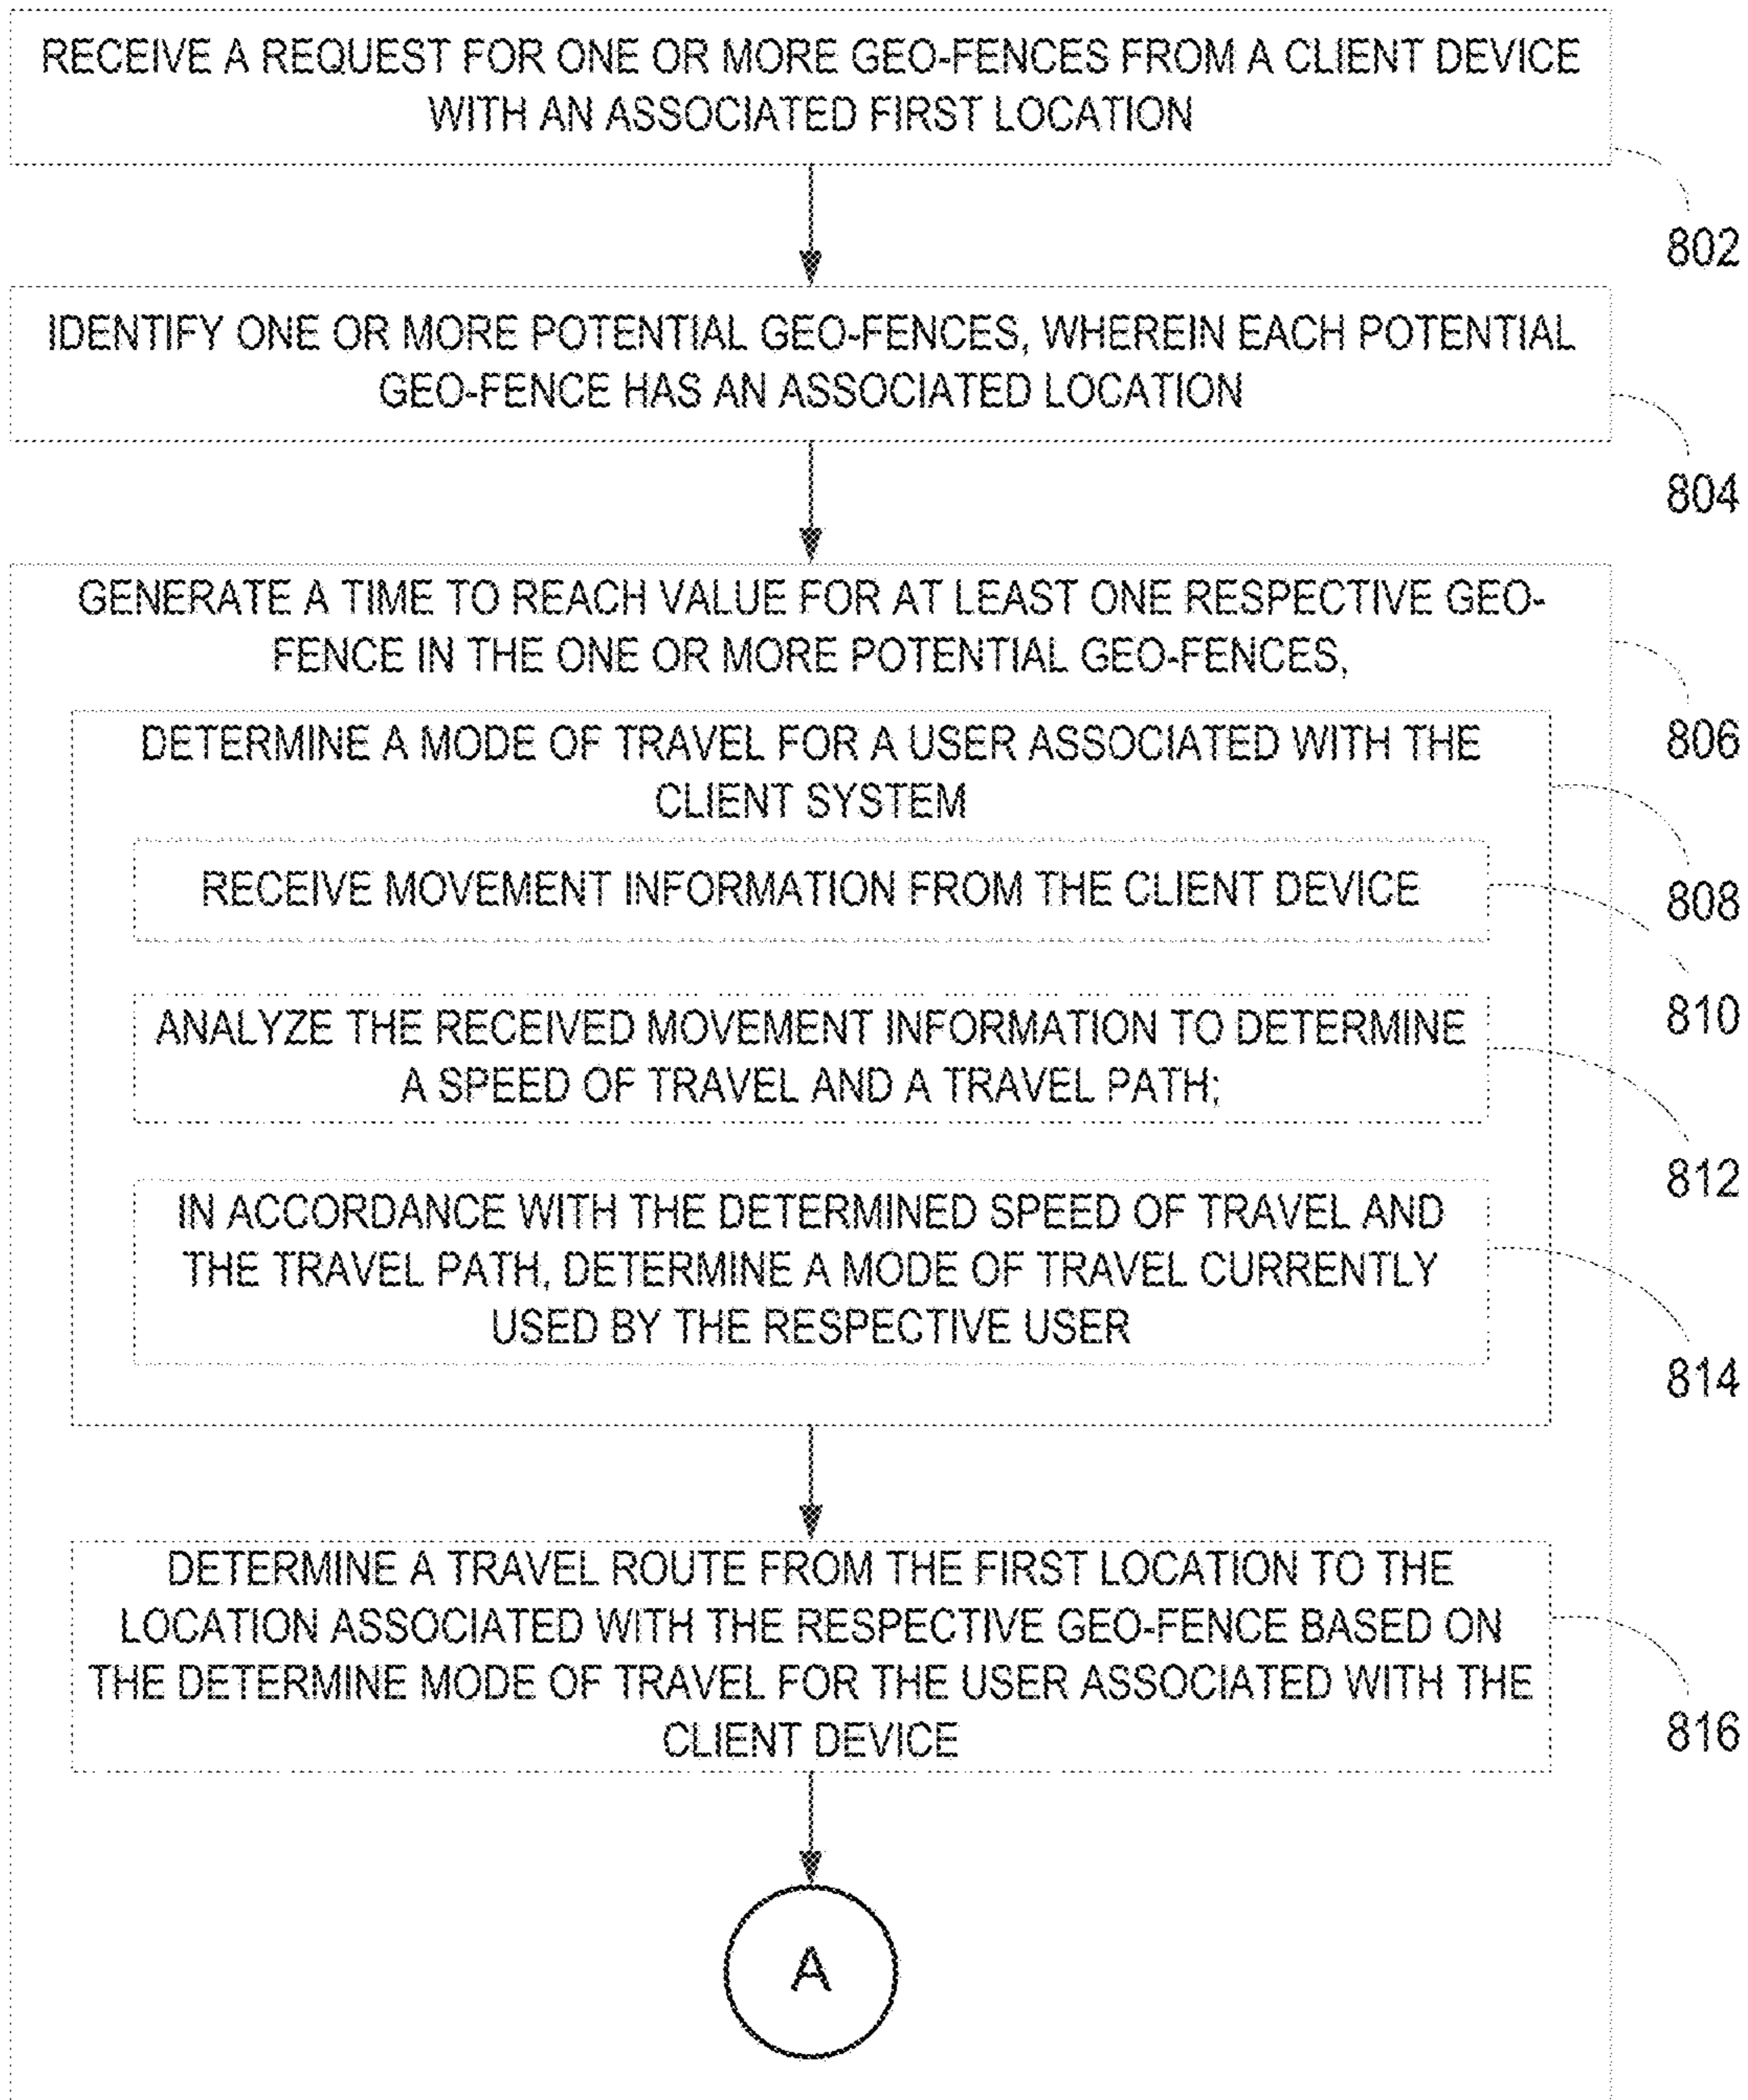 RECEIVE A REQUEST FOR ONE OR MORE GEO-FENCES FROM A CLIENT DEVICE
WITH AN ASSOCIATED FIRST LOCATION
802
IDENTIFY ONE OR MORE POTENTIAL GEO-FENCES, WHEREIN EACH POTENTIAL
GEO-FENCE HAS AN ASSOCIATED LOCATION
804
GENERATE A TIME TO REACH VALUE FOR AT LEAST ONE RESPECTIVE GEO-
FENCE IN THE ONE OR MORE POTENTIAL GEO-FENCES,
806
DETERMINE A MODE OF TRAVEL FOR A USER ASSOCIATED WITH THE
CLIENT SYSTEM
808
RECEIVE MOVEMENT INFORMATION FROM THE CLIENT DEVICE
810
ANALYZE THE RECEIVED MOVEMENT INFORMATION TO DETERMINE
A SPEED OF TRAVEL AND A TRAVEL PATH;
812
IN ACCORDANCE WITH THE DETERMINED SPEED OF TRAVEL AND
THE TRAVEL PATH, DETERMINE A MODE OF TRAVEL CURRENTLY
USED BY THE RESPECTIVE USER
814
DETERMINE A TRAVEL ROUTE FROM THE FIRST LOCATION TO THE
LOCATION ASSOCIATED WITH THE RESPECTIVE GEO-FENCE BASED ON
THE DETERMINE MODE OF TRAVEL FOR THE USER ASSOCIATED WITH THE
CLIENT DEVICE
816
A